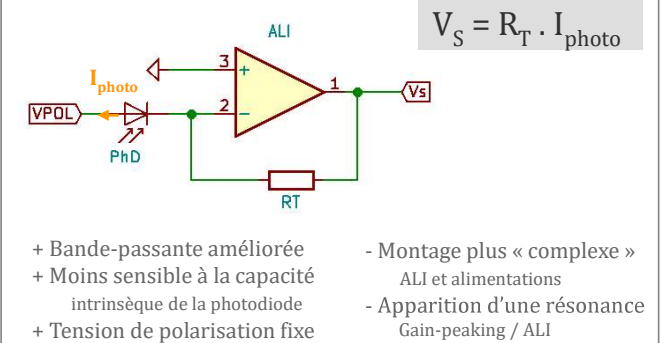 V_S = R_T . I_photo
ALI
3
+
1
Vs
I_photo
VPOL
2
-
PhD
RT
+ Bande-passante améliorée
+ Moins sensible à la capacité
intrinsèque de la photodiode
+ Tension de polarisation fixe
- Montage plus « complexe »
ALI et alimentations
- Apparition d'une résonance
Gain-peaking / ALI